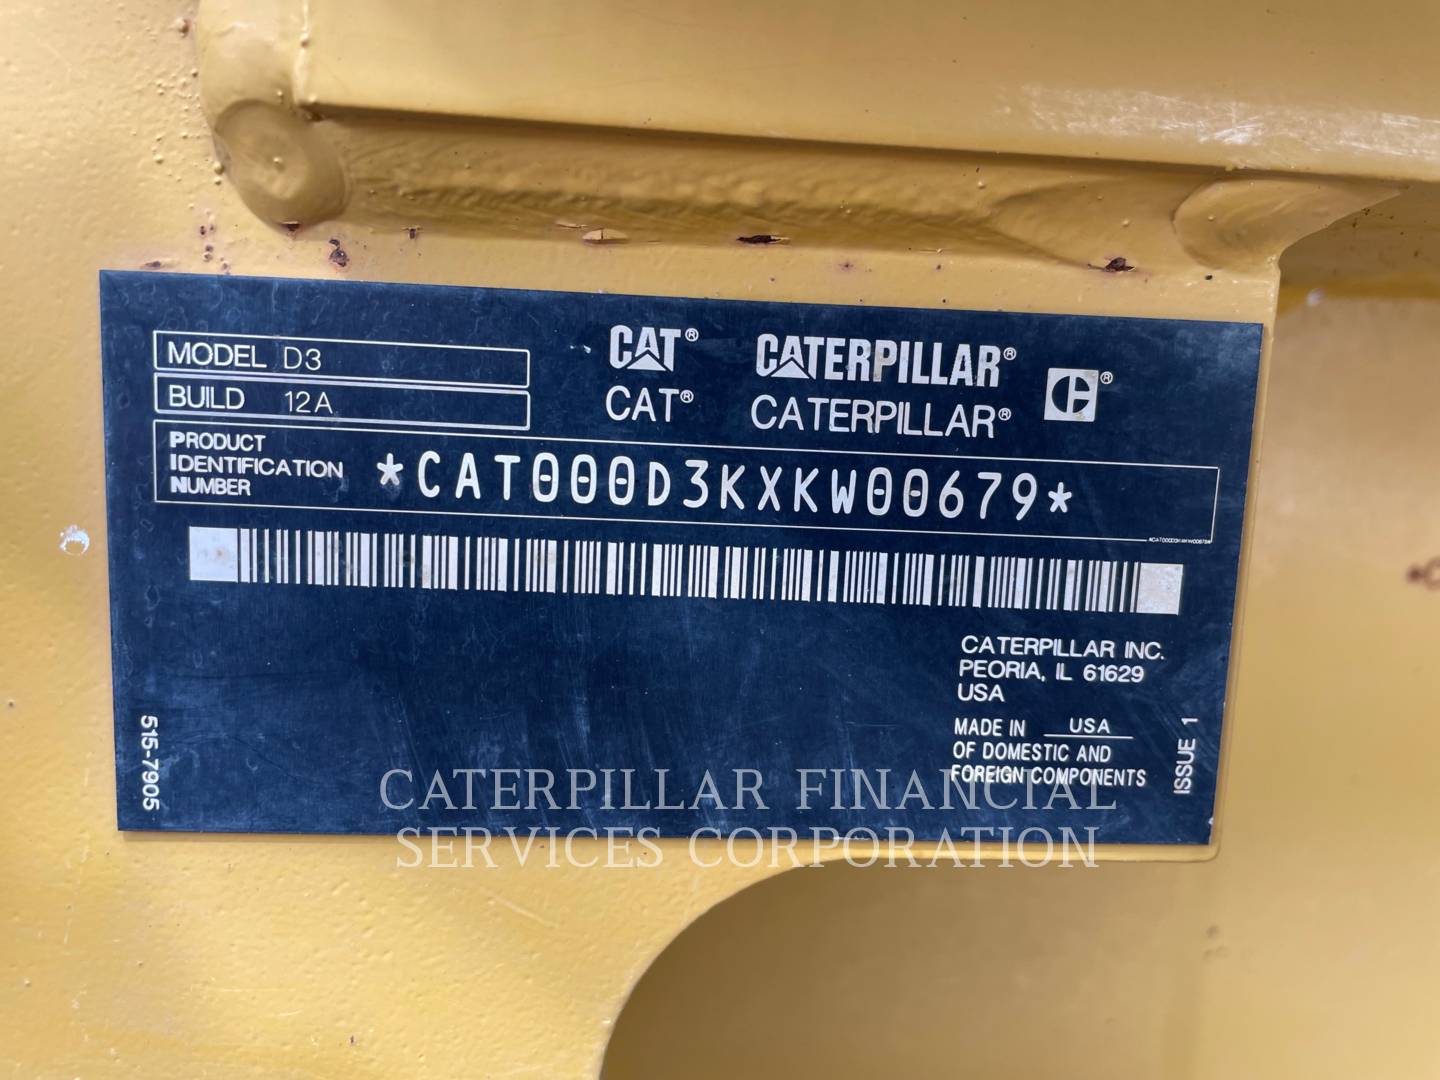 MODEL D3
BUILD 12A
CAT® CATERPILLAR® C®
CAT® CATERPILLAR®
PRODUCT
IDENTIFICATION
NUMBER
*CAT000D3KXKW00679*
CATERPILLAR INC.
PEORIA, IL 61629
USA
MADE IN USA
OF DOMESTIC AND
FOREIGN COMPONENTS
ISSUE 1
515-7905
CATERPILLAR FINANCIAL
SERVICES CORPORATION